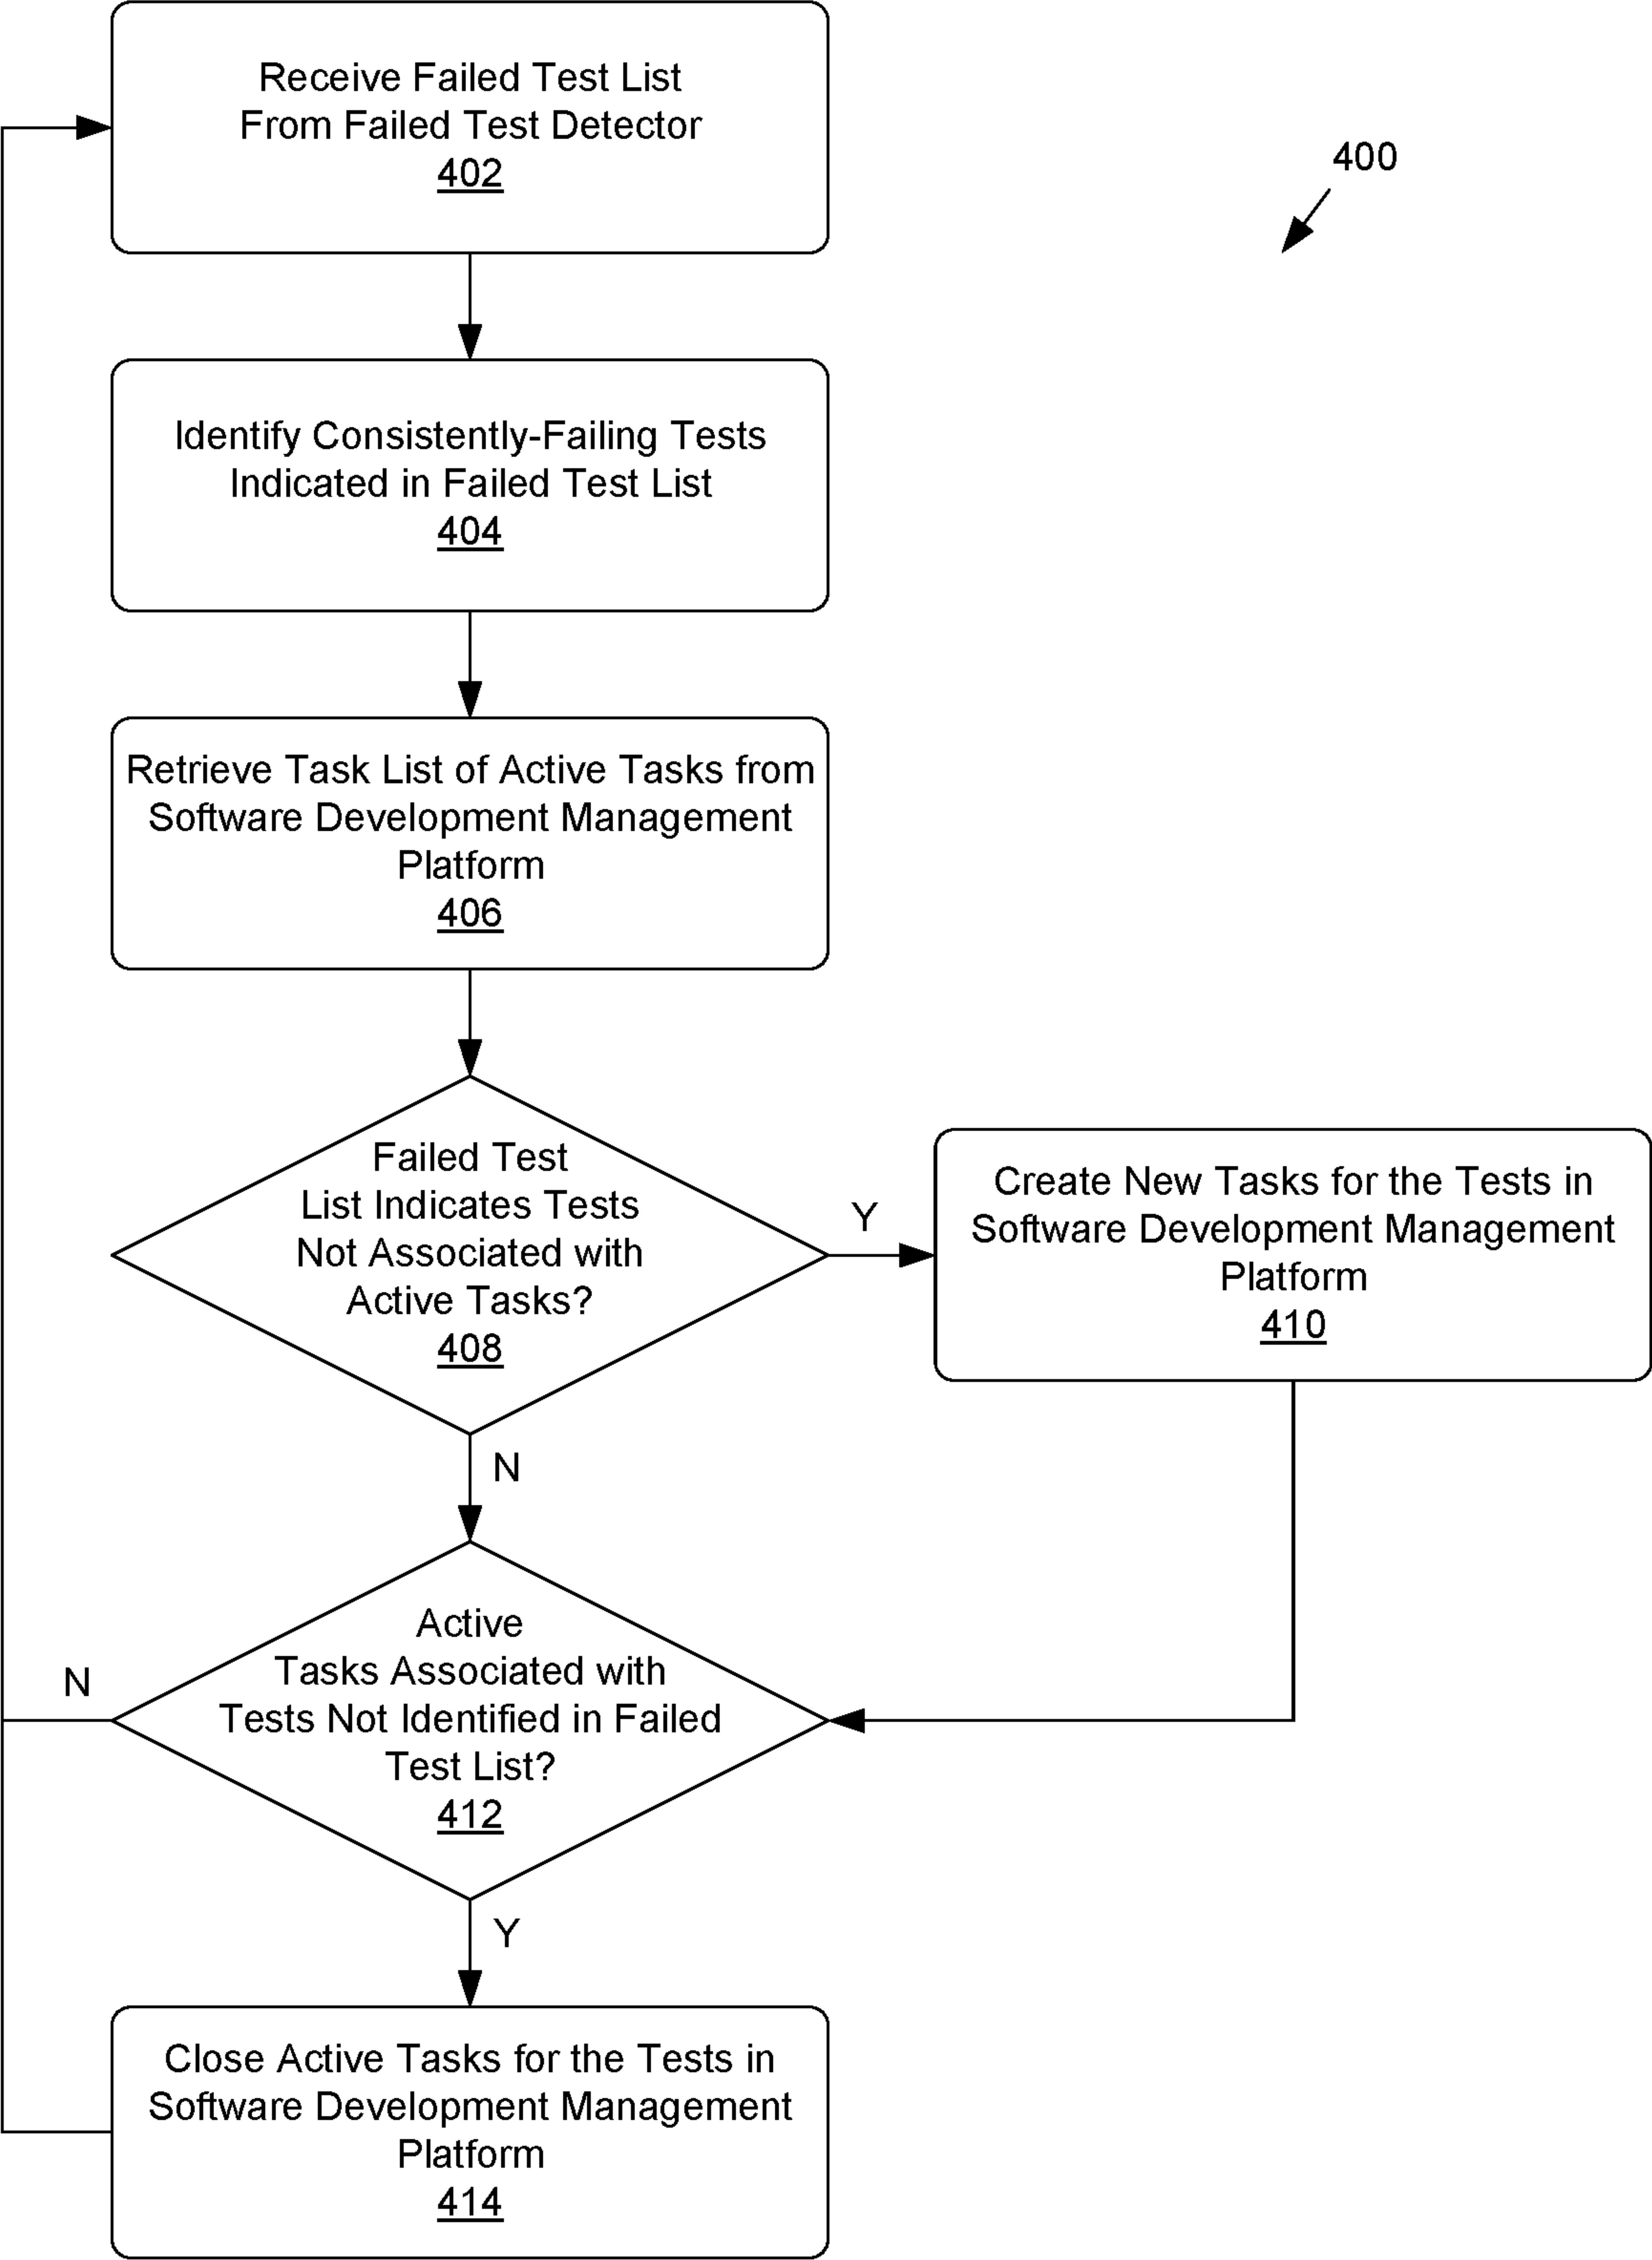 Receive Failed Test List
From Failed Test Detector
402
400
Identify Consistently-Failing Tests
Indicated in Failed Test List
404
Retrieve Task List of Active Tasks from
Software Development Management
Platform
406
Failed Test
List Indicates Tests
Not Associated with
Active Tasks?
408
Y
Create New Tasks for the Tests in
Software Development Management
Platform
410
N
Active
Tasks Associated with
Tests Not Identified in Failed
Test List?
412
N
Y
Close Active Tasks for the Tests in
Software Development Management
Platform
414